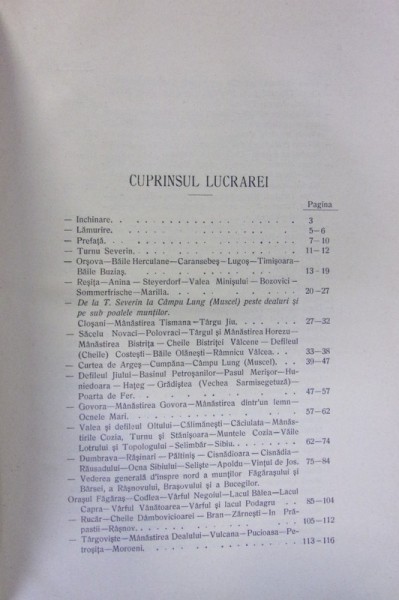 CUPRINSUL LUCRAREI
Pagina
— Inchinare. . . . . . . . . . . . . . 3
— Lămurire. . . . . . . . . . . . . . 5—6
— Prefață. . . . . . . . . . . . . . 7—10
— Turnu Severin. . . . . . . . . . . . . 11—12
— Orșova—Băile Herculane—Caransebeș—Lugoș—Timișoara—
Băile Buziaș. . . . . . . . . . . . . 13—19
— Reșița—Anina — Steyerdorf—Valea Minișului — Bozovici —
Sommerfrische—Marilla. . . . . . . . . . 20—27
— De la T. Severin la Câmpu Lung (Muscel) peste dealuri și
pe sub poalele munților.
Cloșani—Mânăstirea Tismana—Târgu Jiu. . . . . 27—32
— Săcelu Novaci—Polovraci—Târgul și Mânăstirea Horeza—
Mânăstirea Bistrița — Cheile Bistriței Vâlcene — Defileul
(Cheile) Costești—Băile Olănești—Râmnicu Vâlcea. . . 33—38
— Curtea de Argeș—Cumpăna—Câmpu Lung (Muscel). . . 39—47
— Defileul Jiului—Basinul Petroșanilor—Pasul Merișor—Hu-
niedoara — Hațeg — Grădiștea (Vechea Sarmisegetuză)—
Poarta de Fer. . . . . . . . . . . . . 47—57
— Govora—Mânăstirea Govora—Mânăstirea dintr'un lemn—
Ocnele Mari. . . . . . . . . . . . . 57—62
— Valea și defileul Oltului—Călimănești—Căciulata—Mânăs-
tirile Cozia, Turnu și Stânișoara—Muntele Cozia—Văile
Lotrului și Topologului—Selimbăr—Sibiu. . . . . 62—74
— Dumbrava—Rășinari — Păltiniș — Cisnădioara — Cisnădia —
Râusadului—Ocna Sibiului—Seliște—Apoldu—Vințul de Jos. 75—84
— Vederea generală d'înspre nord a munților Făgărașului și
Bârsei, a Râșnovului, Brașovului și a Bucegilor.
Orașul Făgăraș—Codlea—Vârful Negoiul—Lacul Bâlea—Lacul
Capra—Vârful Vânătoarea—Vârful și lacul Podagru . . 85—104
— Rucăr—Cheile Dâmbovicioarei — Bran—Zărnești—In Pră-
pastii—Râșnov. . . . . . . . . . . . . 105—112
— Târgoviște—Mânăstirea Dealului—Vulcana—Pucioasa—Pe-
troșița—Moroeni. . . . . . . . . . . . 113—116